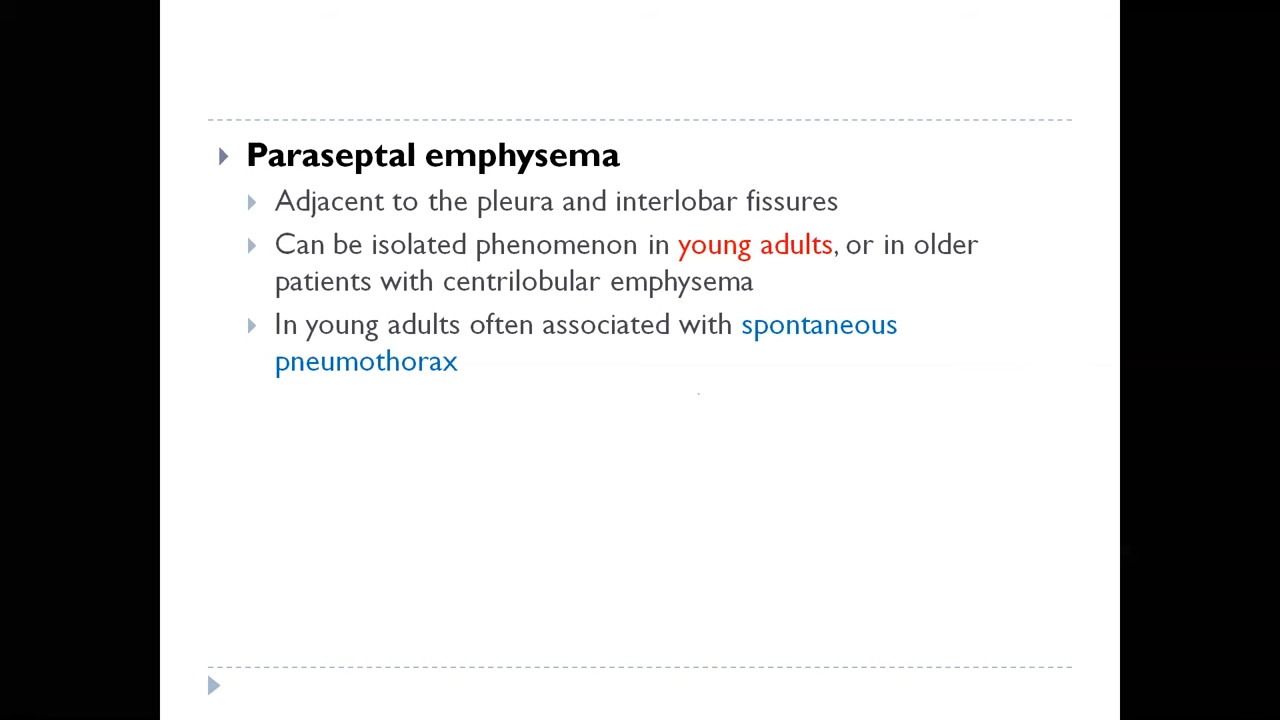 Paraseptal emphysema
Adjacent to the pleura and interlobar fissures
Can be isolated phenomenon in young adults, or in older
patients with centrilobular emphysema
In young adults often associated with spontaneous
pneumothorax